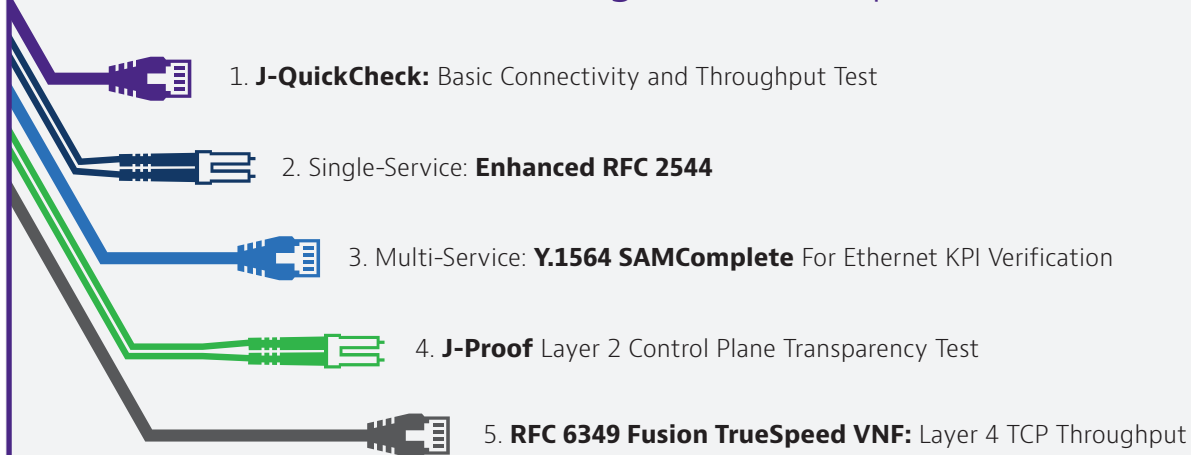 1. J-QuickCheck: Basic Connectivity and Throughput Test
2. Single-Service: Enhanced RFC 2544
3. Multi-Service: Y.1564 SAMComplete For Ethernet KPI Verification
4. J-Proof Layer 2 Control Plane Transparency Test
5. RFC 6349 Fusion TrueSpeed VNF: Layer 4 TCP Throughput